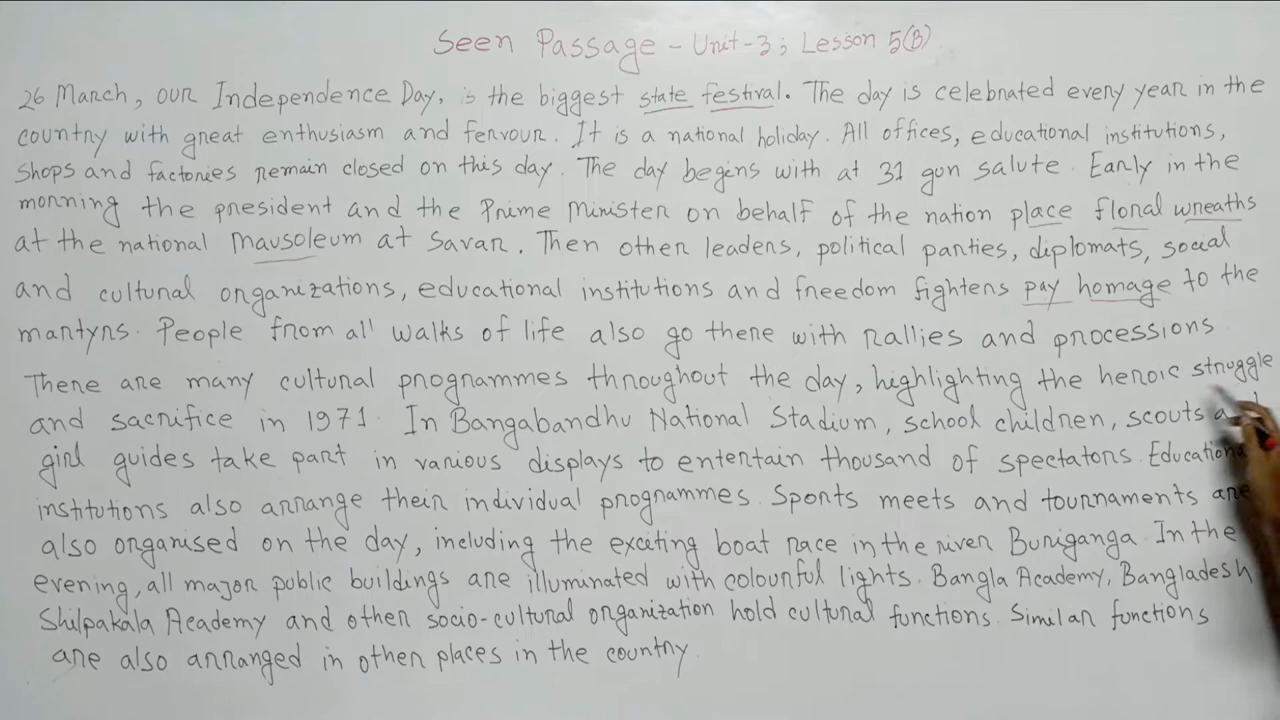 Seen Passage - Unit-3; Lesson 5(B)
26 March, our Independence Day, is the biggest state festival. The day is celebrated every year in the
country with great enthusiasm and fervour. It is a national holiday. All offices, educational institutions,
shops and factories remain closed on this day. The day begins with at 31 gun salute. Early in the
morning the president and the Prime Minister on behalf of the nation place floral wreaths
at the national mausoleum at Savar. Then other leaders, political parties, diplomats, social
and cultural organizations, educational institutions and freedom fighters pay homage to the
martyrs. People from all walks of life also go there with rallies and processions
There are many cultural programmes throughout the day, highlighting the heroic struggle
and sacrifice in 1971. In Bangabandhu National Stadium, school children, scouts and
girl guides take part in various displays to entertain thousand of spectators. Educational
institutions also arrange their individual programmes. Sports meets and tournaments are
also organised on the day, including the exciting boat race in the river Buriganga. In the
evening, all major public buildings are illuminated with colourful lights. Bangla Academy, Bangladesh
Shilpakala Academy and other socio-cultural organization hold cultural functions. Similar functions
are also arranged in other places in the country.